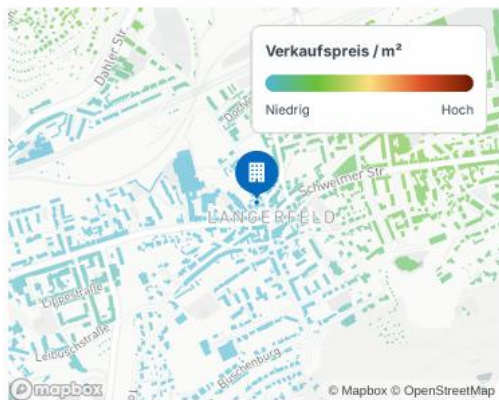 Verkaufspreis / m²
Niedrig Hoch
Dahler Str
Schwelmer Str
LANGERFELD
Lippestraße
Leibuschstraße
Buschenburg
mapbox
© Mapbox © OpenStreetMap